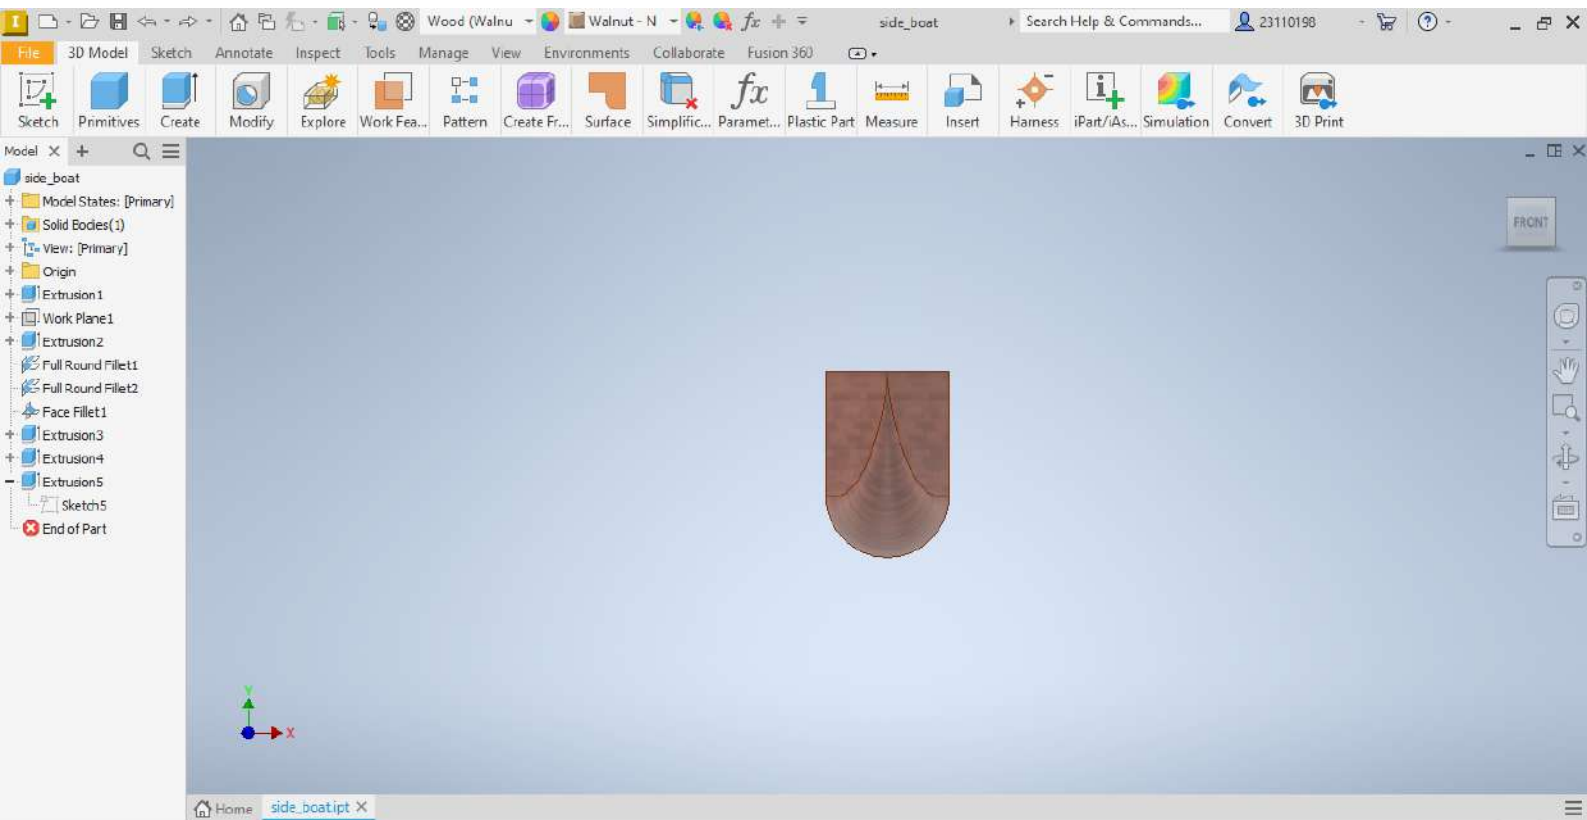 I Wood (Walnu Walnut - N fx side_boat Search Help & Commands... 23110198 ?
File 3D Model Sketch Annotate Inspect Tools Manage View Environments Collaborate Fusion 360
fx
Sketch Primitives Create Modify Explore Work Fea... Pattern Create Fr... Surface Simplific... Paramet... Plastic Part Measure Insert Harness iPart/iAs... Simulation Convert 3D Print
Model X +
side_boat
Model States: [Primary]
Solid Bodies(1)
View: [Primary]
Origin
Extrusion1
Work Plane1
Extrusion2
Full Round Fillet1
Full Round Fillet2
Face Fillet1
Extrusion3
Extrusion4
Extrusion5
Sketch5
End of Part
FRONT
Y
X
Home side_boat.ipt X